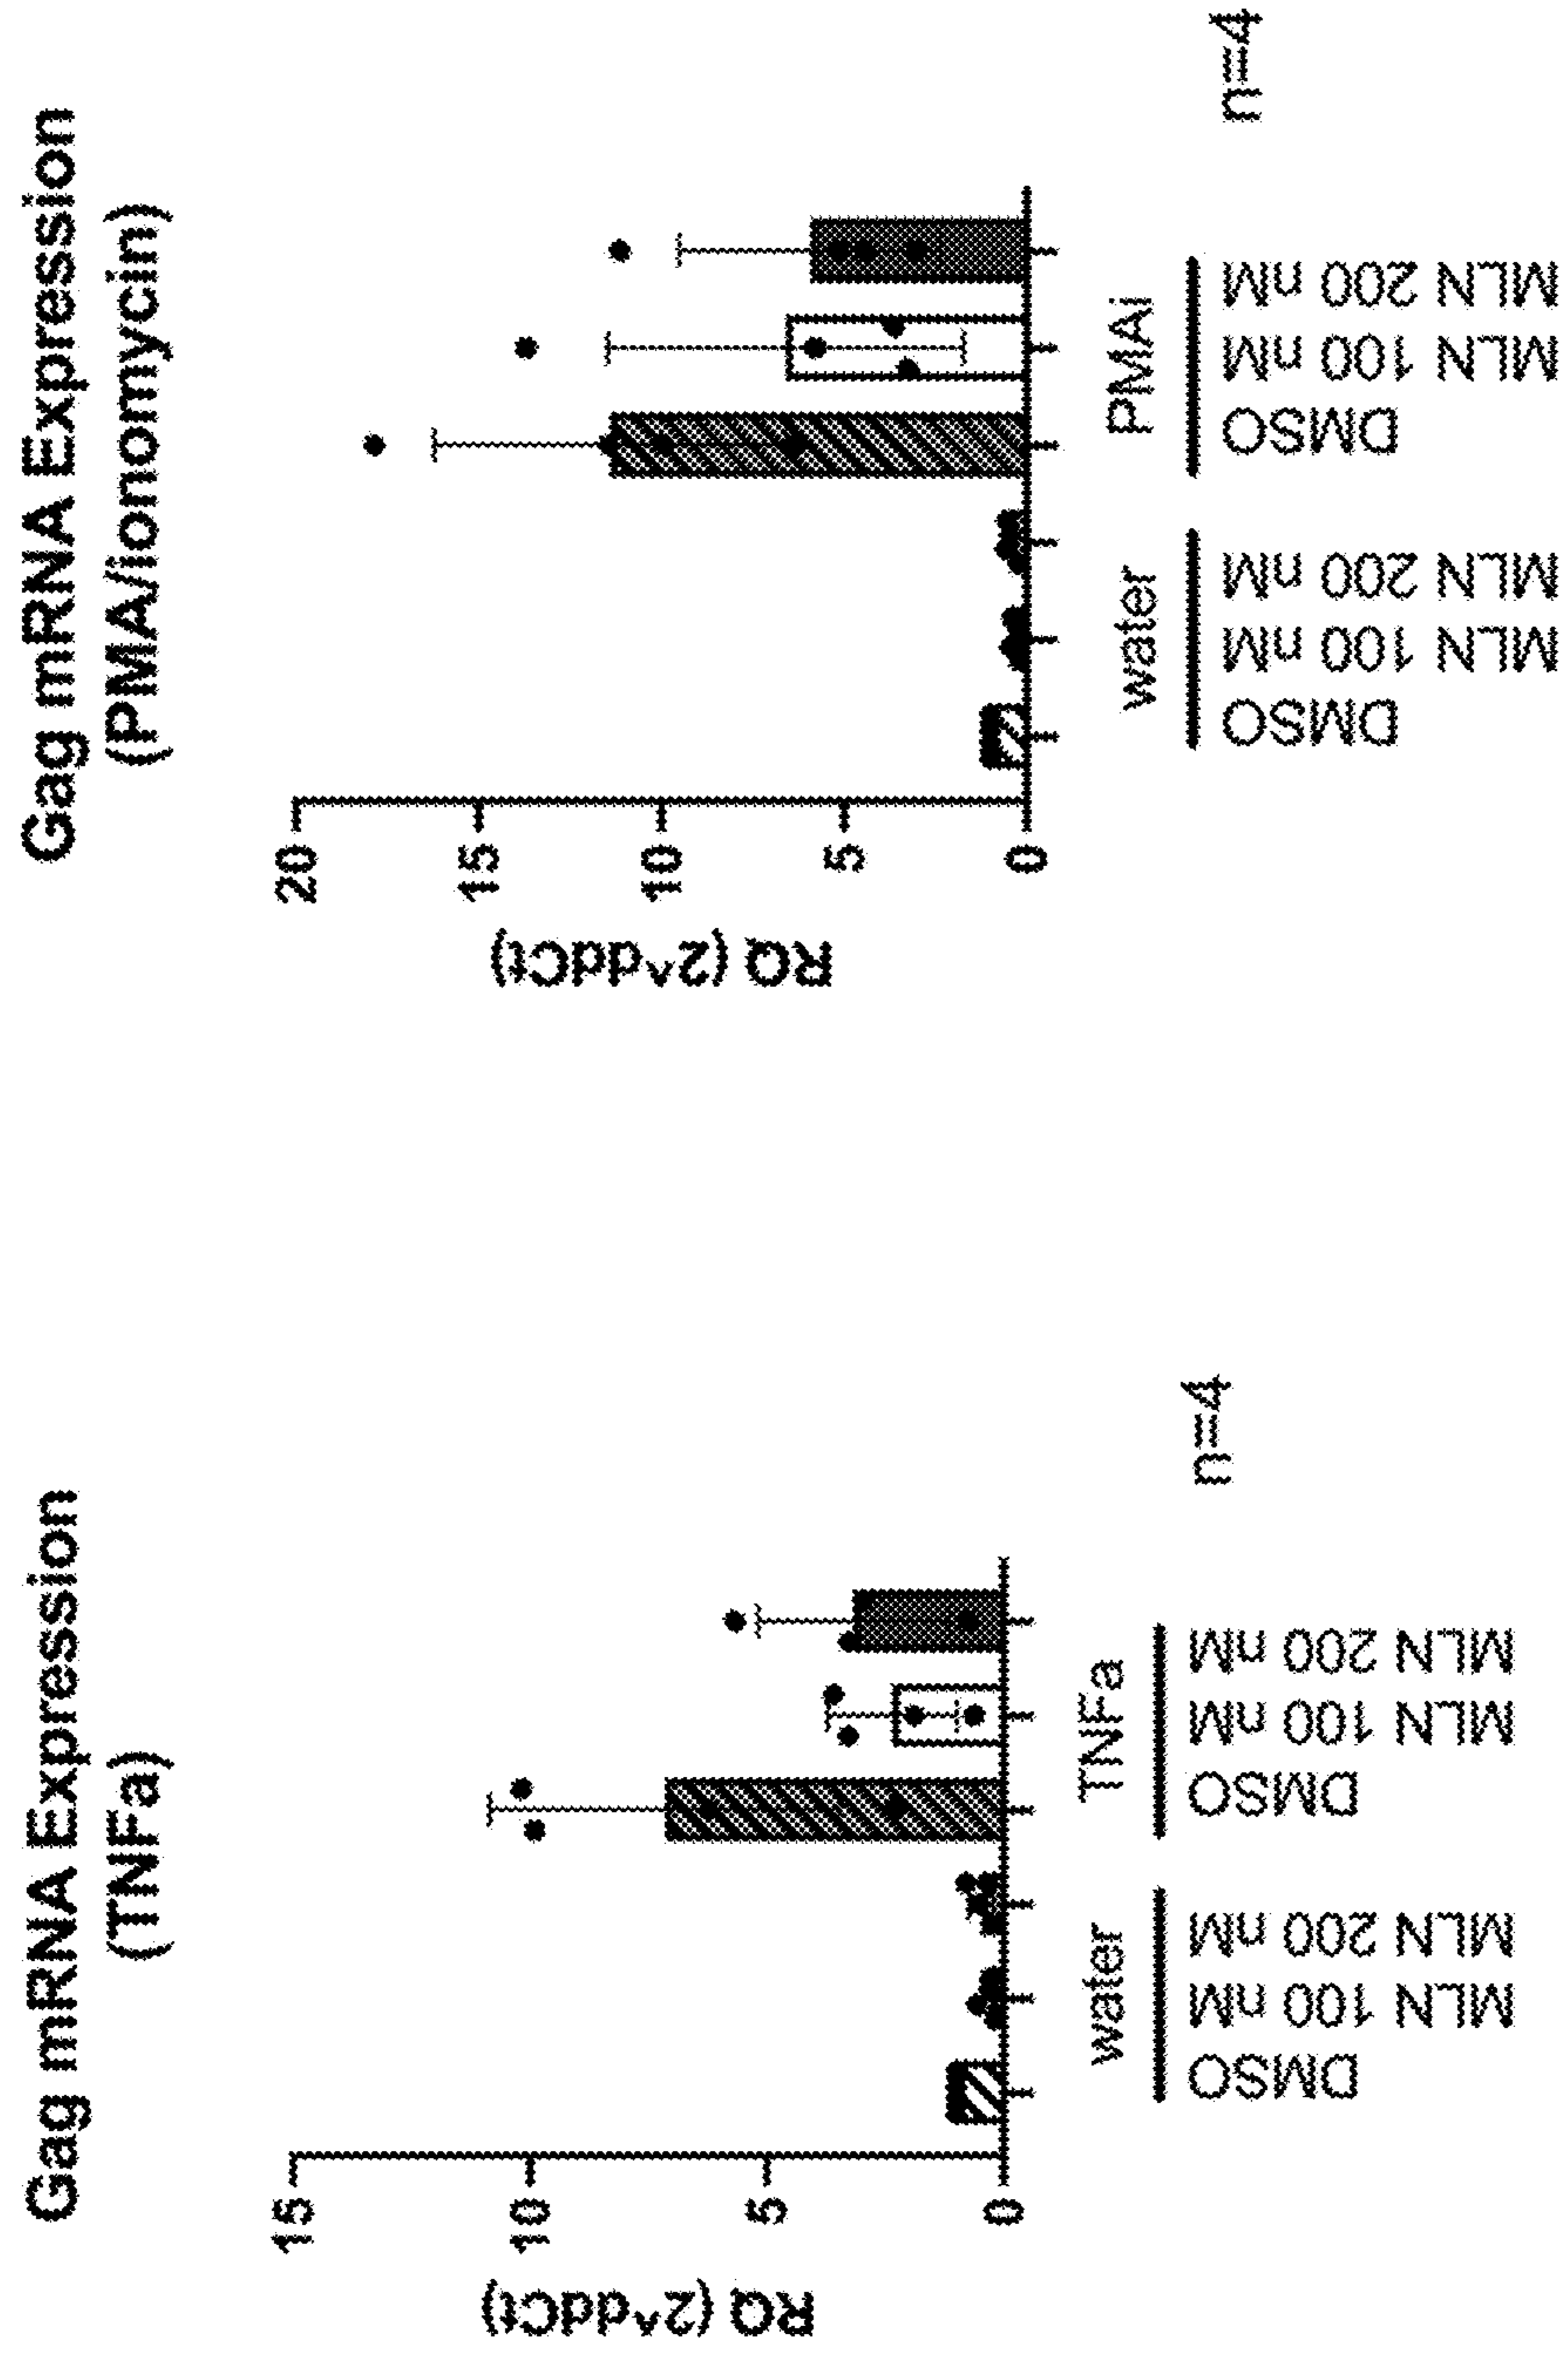 Gag mRNA Expression
(TNFa)
RQ (2^ddCt)
15
10
5
0
water
TNFa
DMSO
MLN 100 nM
MLN 200 nM
DMSO
MLN 100 nM
MLN 200 nM
n=4
Gag mRNA Expression
(PMA/ionomycin)
RQ (2^ddCt)
20
15
10
5
0
water
PMAi
DMSO
MLN 100 nM
MLN 200 nM
DMSO
MLN 100 nM
MLN 200 nM
n=4